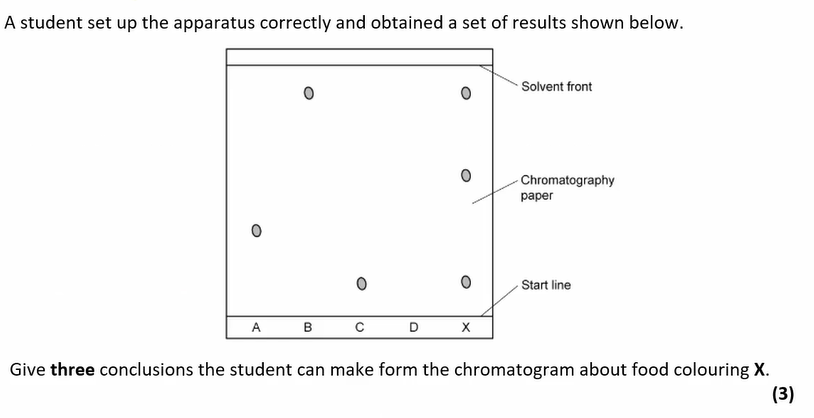 A student set up the apparatus correctly and obtained a set of results shown below.
Solvent front
Chromatography
paper
Start line
A B C D X
Give three conclusions the student can make form the chromatogram about food colouring X.
(3)